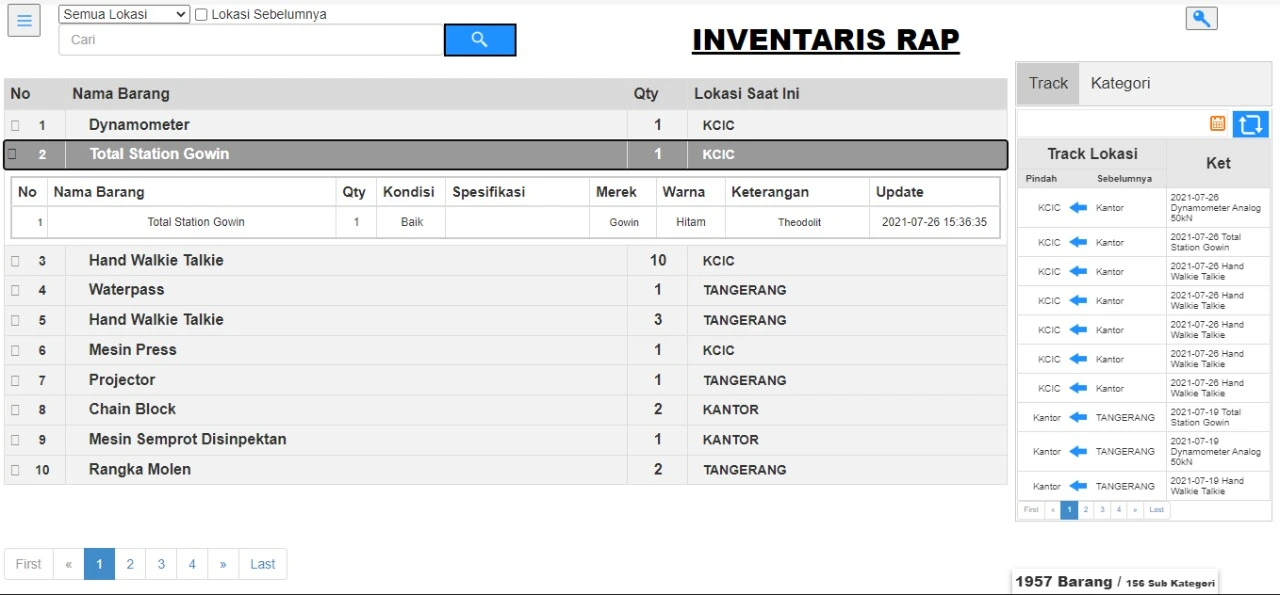 Semua Lokasi
Lokasi Sebelumnya
Cari
INVENTARIS RAP
No Nama Barang Qty Lokasi Saat Ini
1 Dynamometer 1 KCIC
2 Total Station Gowin 1 KCIC
No Nama Barang Qty Kondisi Spesifikasi Merek Warna Keterangan Update
1 Total Station Gowin 1 Baik Gowin Hitam Theodolit 2021-07-26 15:36:35
3 Hand Walkie Talkie 10 KCIC
4 Waterpass 1 TANGERANG
5 Hand Walkie Talkie 3 TANGERANG
6 Mesin Press 1 KCIC
7 Projector 1 TANGERANG
8 Chain Block 2 KANTOR
9 Mesin Semprot Disinpektan 1 KANTOR
10 Rangka Molen 2 TANGERANG
First « 1 2 3 4 » Last
Track Kategori
Track Lokasi Ket
Pindah Sebelumnya
KCIC Kantor 2021-07-26
Dynamometer Analog
50kN
KCIC Kantor 2021-07-26 Total
Station Gowin
KCIC Kantor 2021-07-26 Hand
Walkie Talkie
KCIC Kantor 2021-07-26 Hand
Walkie Talkie
KCIC Kantor 2021-07-26 Hand
Walkie Talkie
KCIC Kantor 2021-07-26 Hand
Walkie Talkie
KCIC Kantor 2021-07-26 Hand
Walkie Talkie
Kantor TANGERANG 2021-07-19 Total
Station Gowin
Kantor TANGERANG 2021-07-19
Dynamometer Analog
50kN
Kantor TANGERANG 2021-07-19 Hand
Walkie Talkie
First « 1 2 3 4 » Last
1957 Barang / 156 Sub Kategori